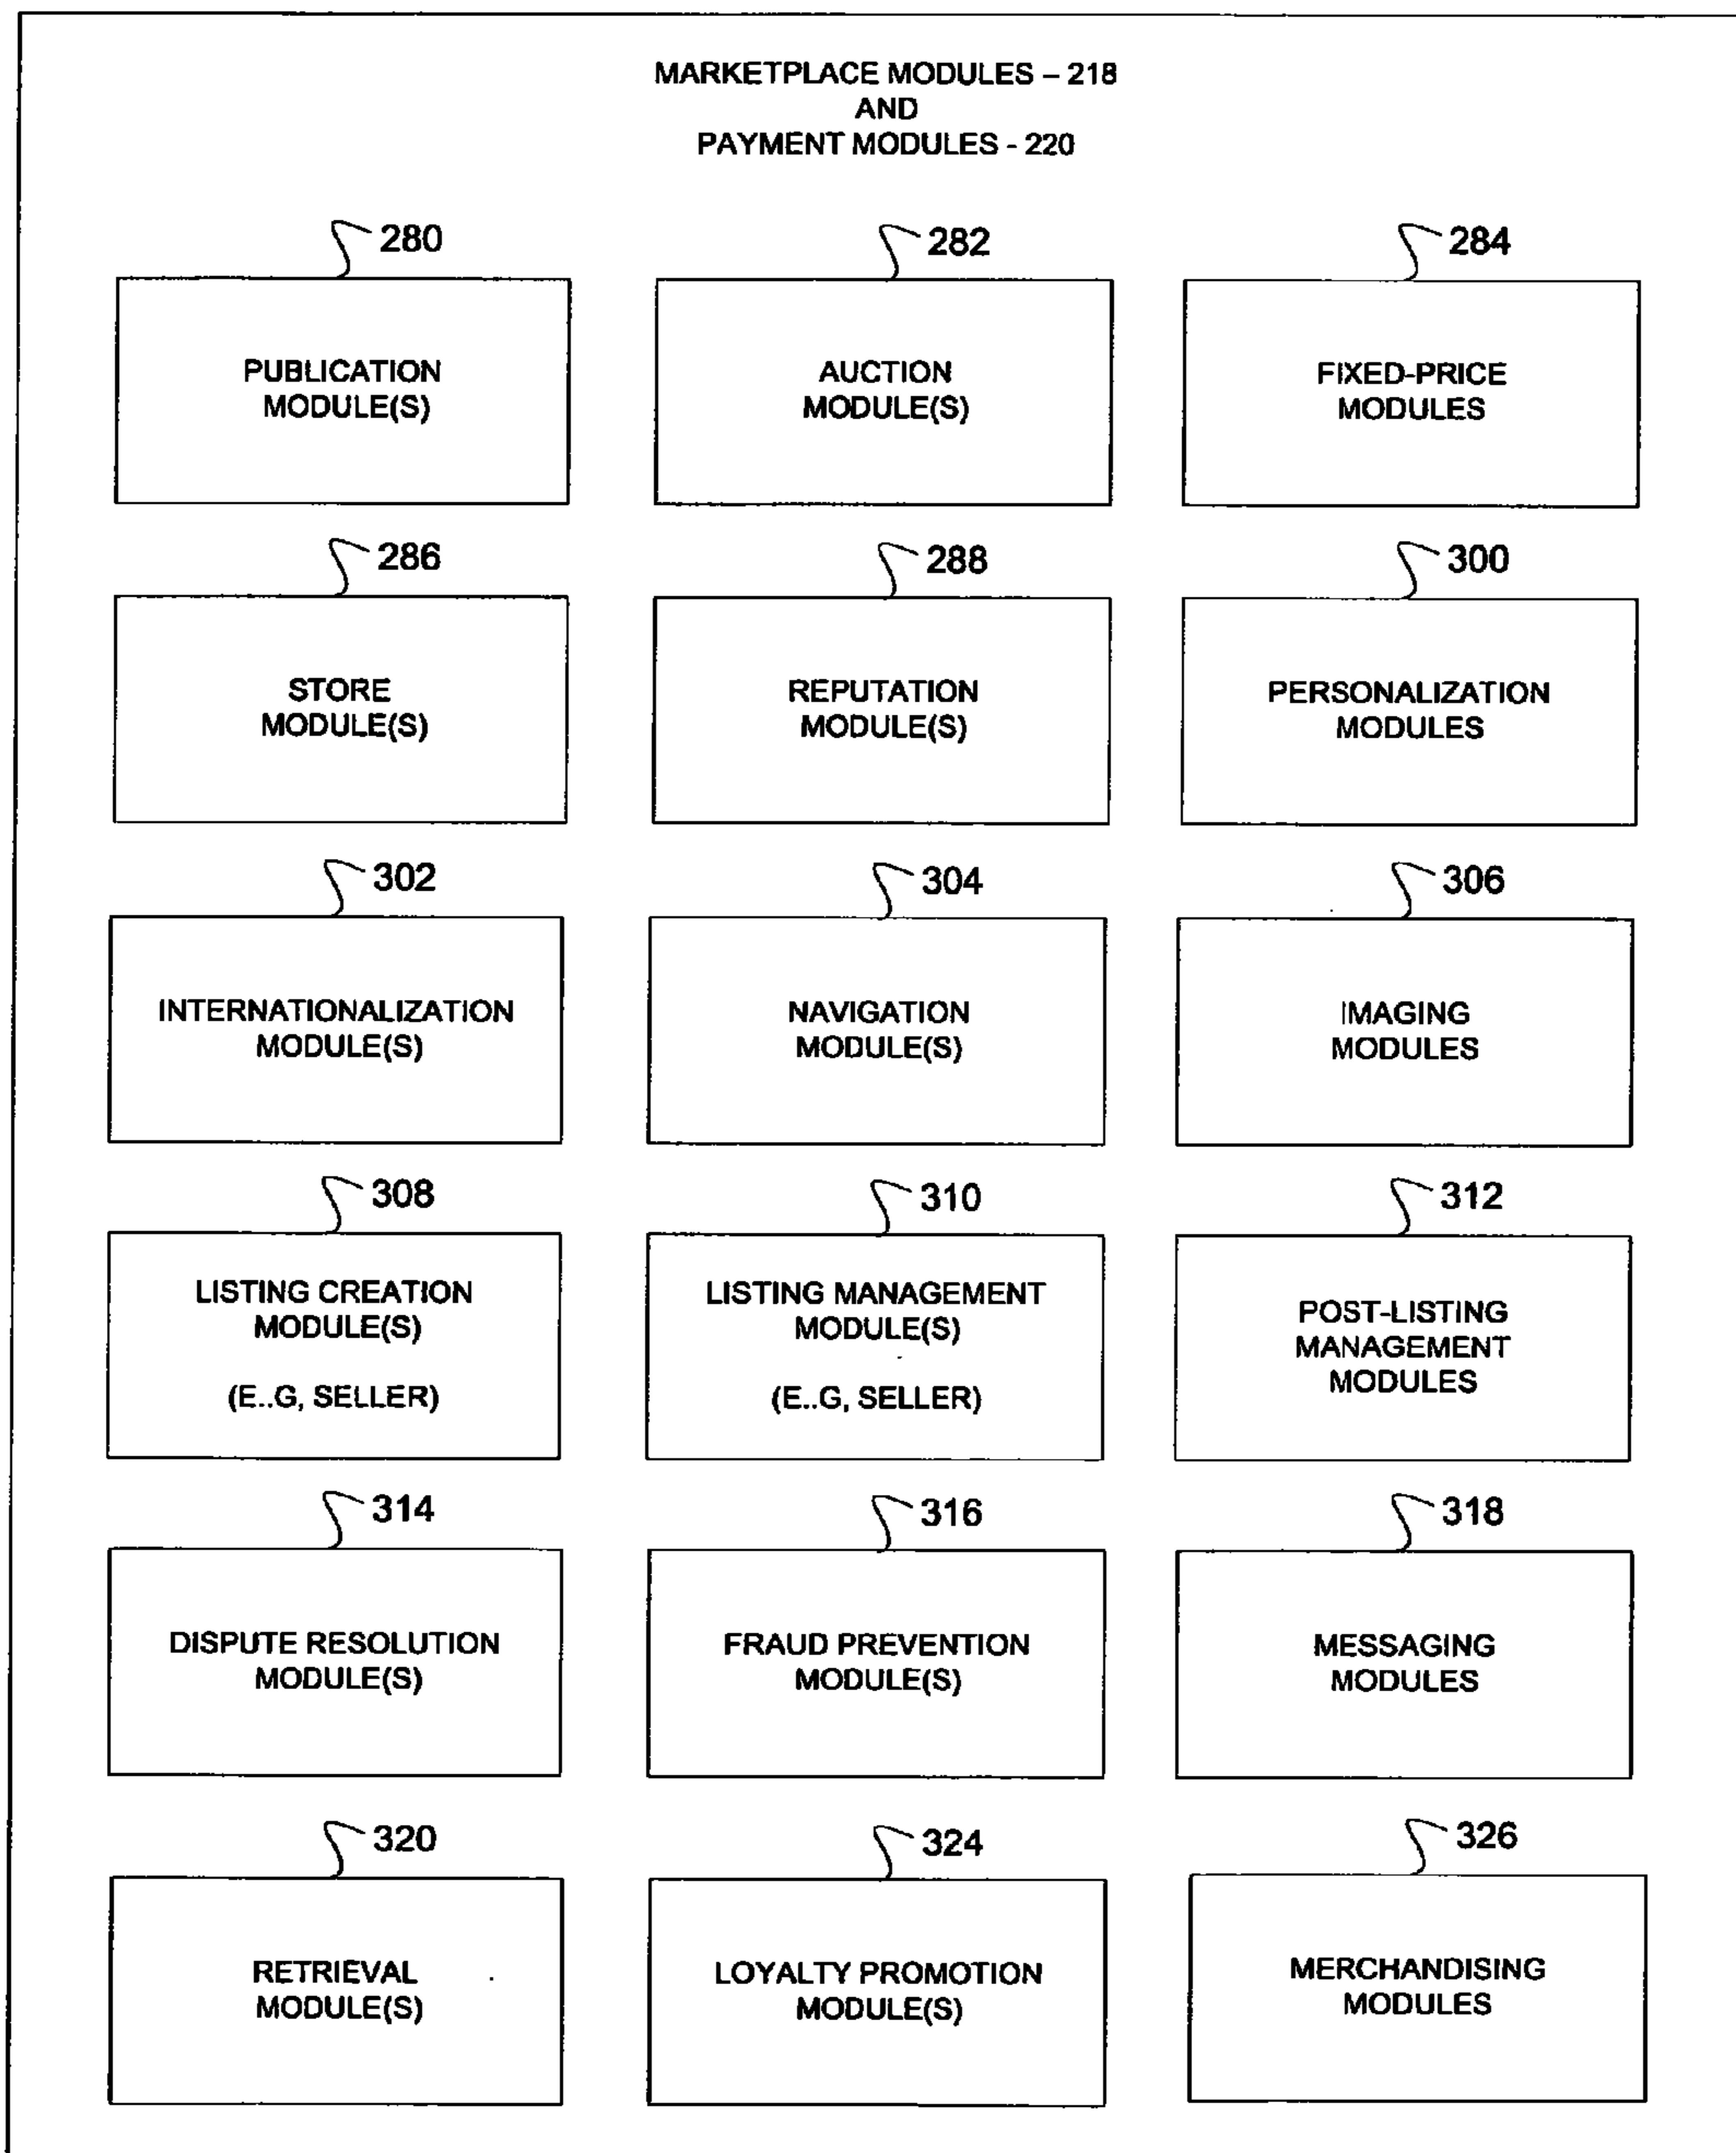 MARKETPLACE MODULES – 218
AND
PAYMENT MODULES - 220
280
PUBLICATION
MODULE(S)
282
AUCTION
MODULE(S)
284
FIXED-PRICE
MODULES
286
STORE
MODULE(S)
288
REPUTATION
MODULE(S)
300
PERSONALIZATION
MODULES
302
INTERNATIONALIZATION
MODULE(S)
304
NAVIGATION
MODULE(S)
306
IMAGING
MODULES
308
LISTING CREATION
MODULE(S)
(E..G, SELLER)
310
LISTING MANAGEMENT
MODULE(S)
(E..G, SELLER)
312
POST-LISTING
MANAGEMENT
MODULES
314
DISPUTE RESOLUTION
MODULE(S)
316
FRAUD PREVENTION
MODULE(S)
318
MESSAGING
MODULES
320
RETRIEVAL
MODULE(S)
324
LOYALTY PROMOTION
MODULE(S)
326
MERCHANDISING
MODULES